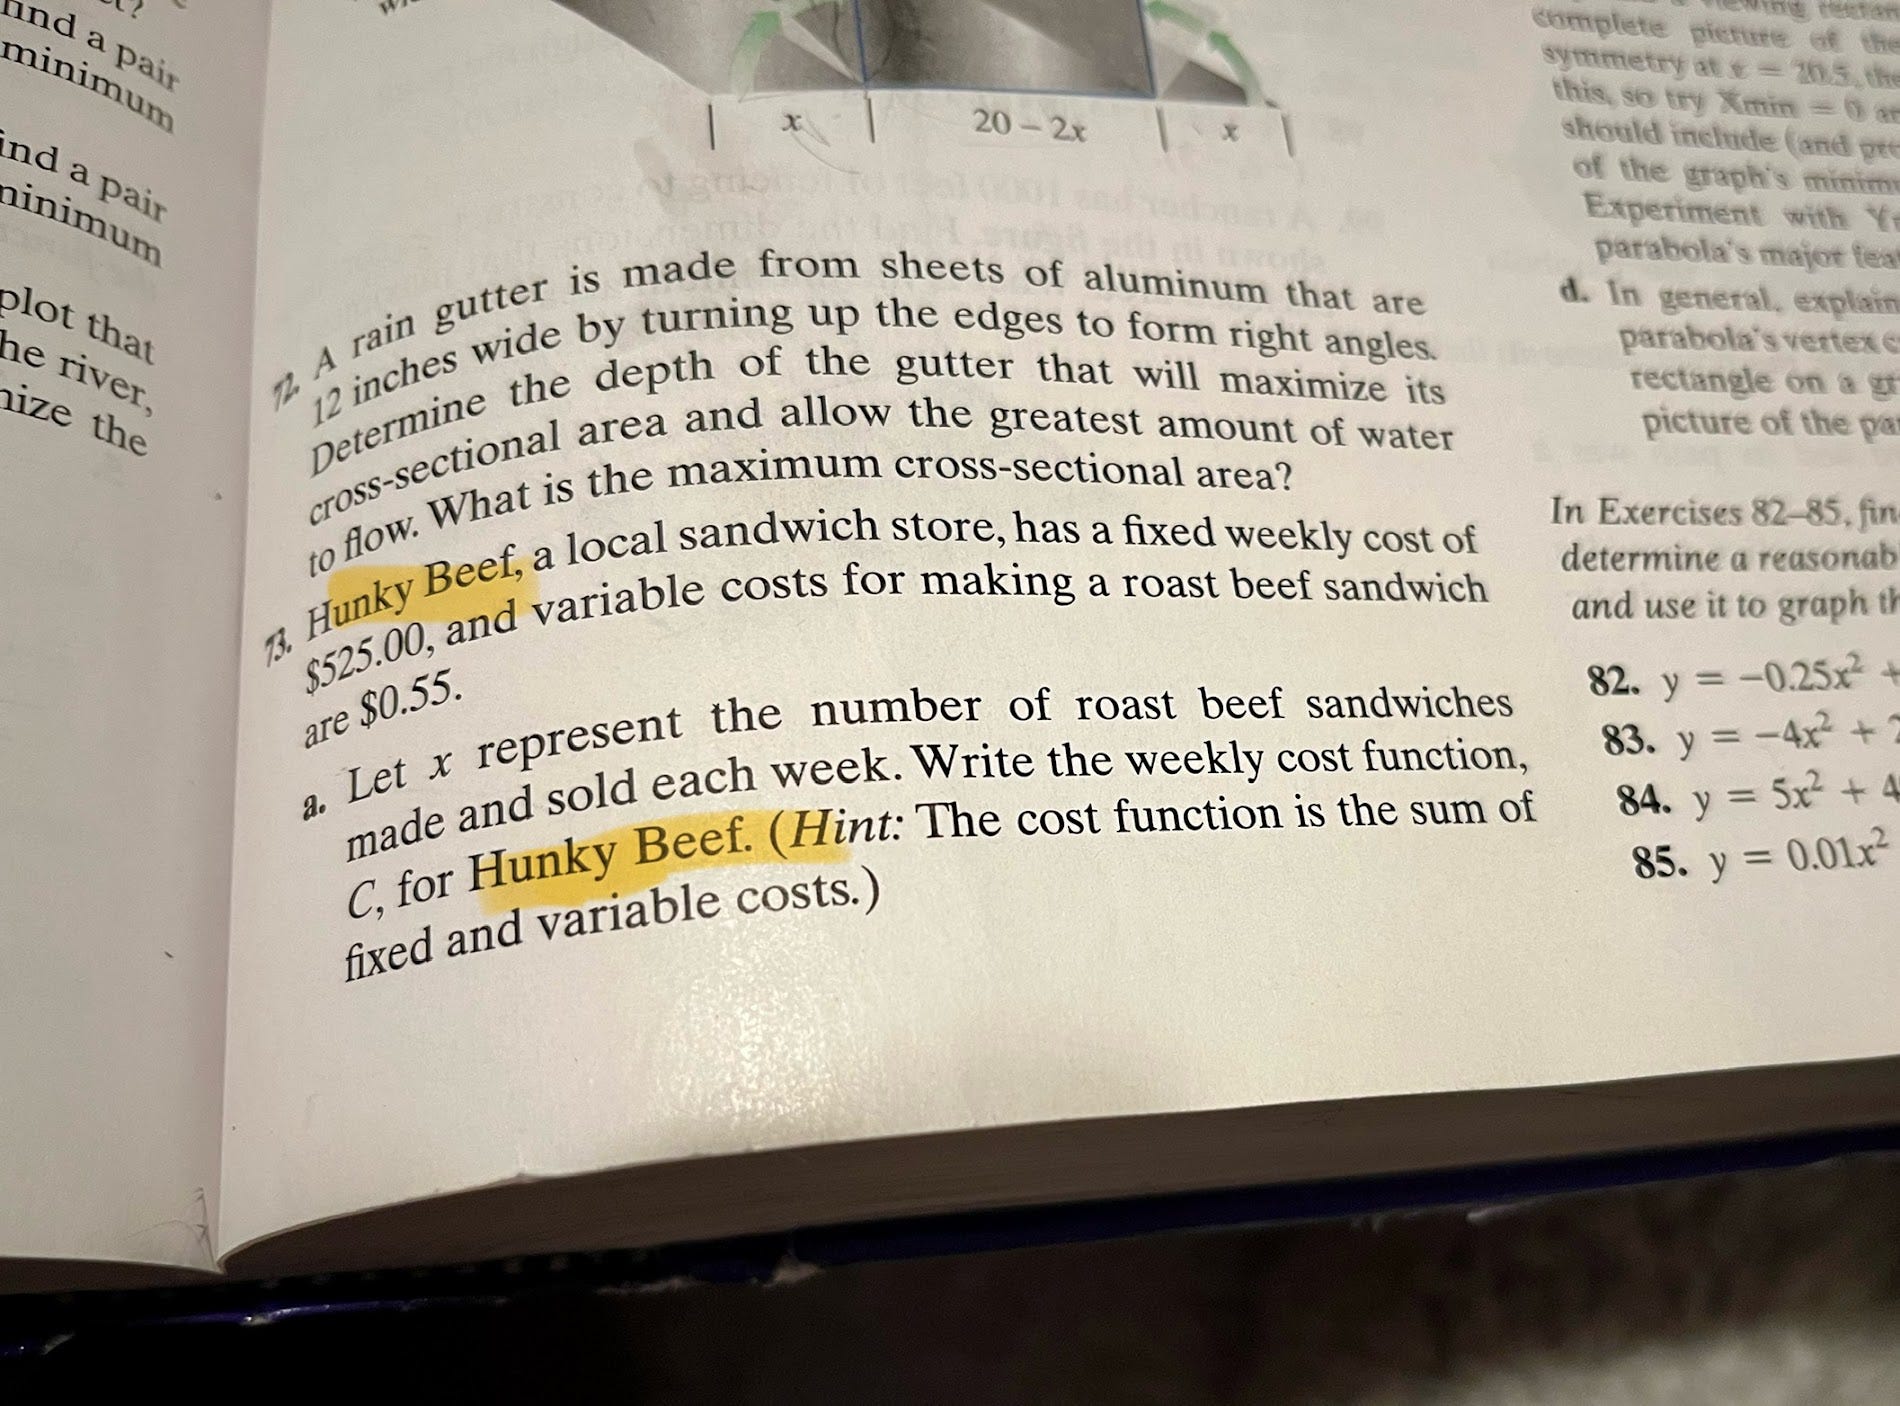 ind a pair
minimum
ind a pair
minimum
plot that
he river,
nize the
x
20 – 2x
x
72. A rain gutter is made from sheets of aluminum that are
12 inches wide by turning up the edges to form right angles.
Determine the depth of the gutter that will maximize its
cross-sectional area and allow the greatest amount of water
to flow. What is the maximum cross-sectional area?
73. Hunky Beef, a local sandwich store, has a fixed weekly cost of
$525.00, and variable costs for making a roast beef sandwich
are $0.55.
a. Let x represent the number of roast beef sandwiches
made and sold each week. Write the weekly cost function,
C, for Hunky Beef. (Hint: The cost function is the sum of
fixed and variable costs.)
complete picture of the
symmetry at x = 20.5, the
this, so try Xmin = 0 an
should include (and pre
of the graph's minim
Experiment with
parabola's major fea
d. In general, explain
parabola's vertex c
rectangle on a
picture of the pa
In Exercises 82–85, fin
determine a reasonab
and use it to graph th
82. y = −0.25x² +
83. y = −4x² +
84. y = 5x² + 4
85. y = 0.01x²